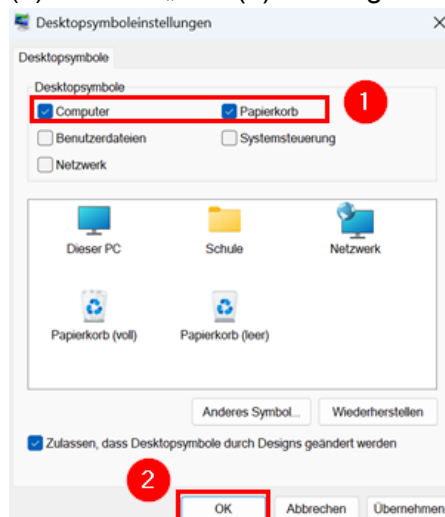 Desktopsymboleinstellungen
Desktopsymbole
Desktopsymbole
Computer Papierkorb 1
Benutzerdateien Systemsteuerung
Netzwerk
Dieser PC Schule Netzwerk
Papierkorb (voll) Papierkorb (leer)
Anderes Symbol... Wiederherstellen
Zulassen, dass Desktopsymbole durch Designs geändert werden
2
OK Abbrechen Übernehmen